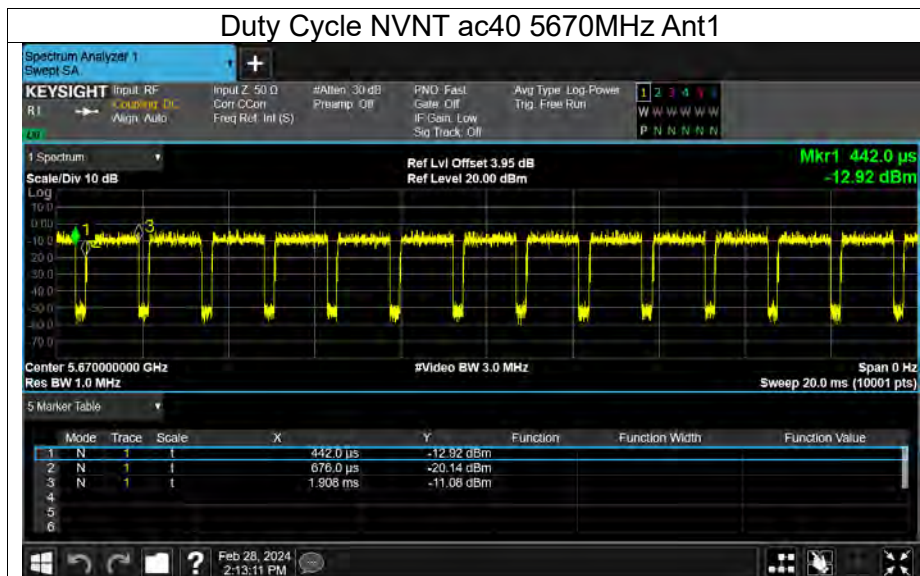 Duty Cycle NVNT ac40 5670MHz Ant1
Spectrum Analyzer 1
Swept SA
+
KEYSIGHT Input: RF Input Z: 50 Ω #Atten: 30 dB PNO: Fast Avg Type: Log-Power 1 2 3 4 5 6
Coupling: DC Corr CCorr Preamp: Off Gate: Off Trig: Free Run W W W W W W
Align: Auto Freq Ref: Int (S) IF Gain: Low
Sig Track: Off P N N N N N
1 Spectrum Ref Lvl Offset 3.95 dB Mkr1 442.0 µs
Scale/Div 10 dB Ref Level 20.00 dBm -12.92 dBm
Log
10.0
0.00
-10.0
-20.0
-30.0
-40.0
-50.0
-60.0
-70.0
1 2 3
Center 5.670000000 GHz #Video BW 3.0 MHz Span 0 Hz
Res BW 1.0 MHz Sweep 20.0 ms (10001 pts)
5 Marker Table
Mode Trace Scale X Y Function Function Width Function Value
1 N 1 t 442.0 µs -12.92 dBm
2 N 1 t 676.0 µs -20.14 dBm
3 N 1 t 1.908 ms -11.08 dBm
4
5
6
? Feb 28, 2024
2:13:11 PM